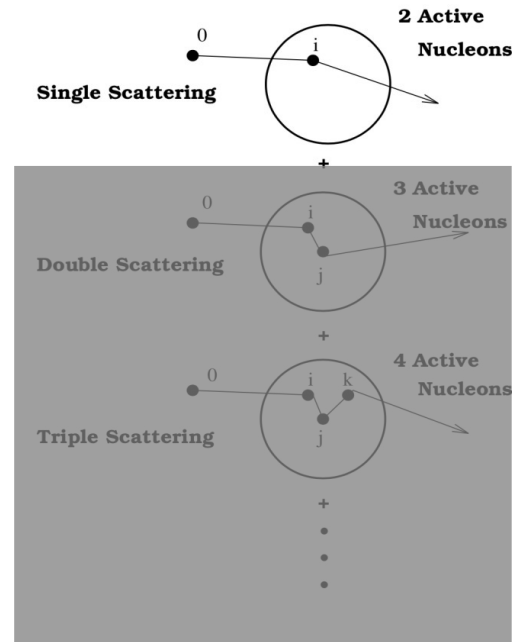 2 Active
0
i
Nucleons
Single Scattering
+
3 Active
0
i
Nucleons
Double Scattering
j
+
4 Active
0
i k
Nucleons
Triple Scattering
j
+